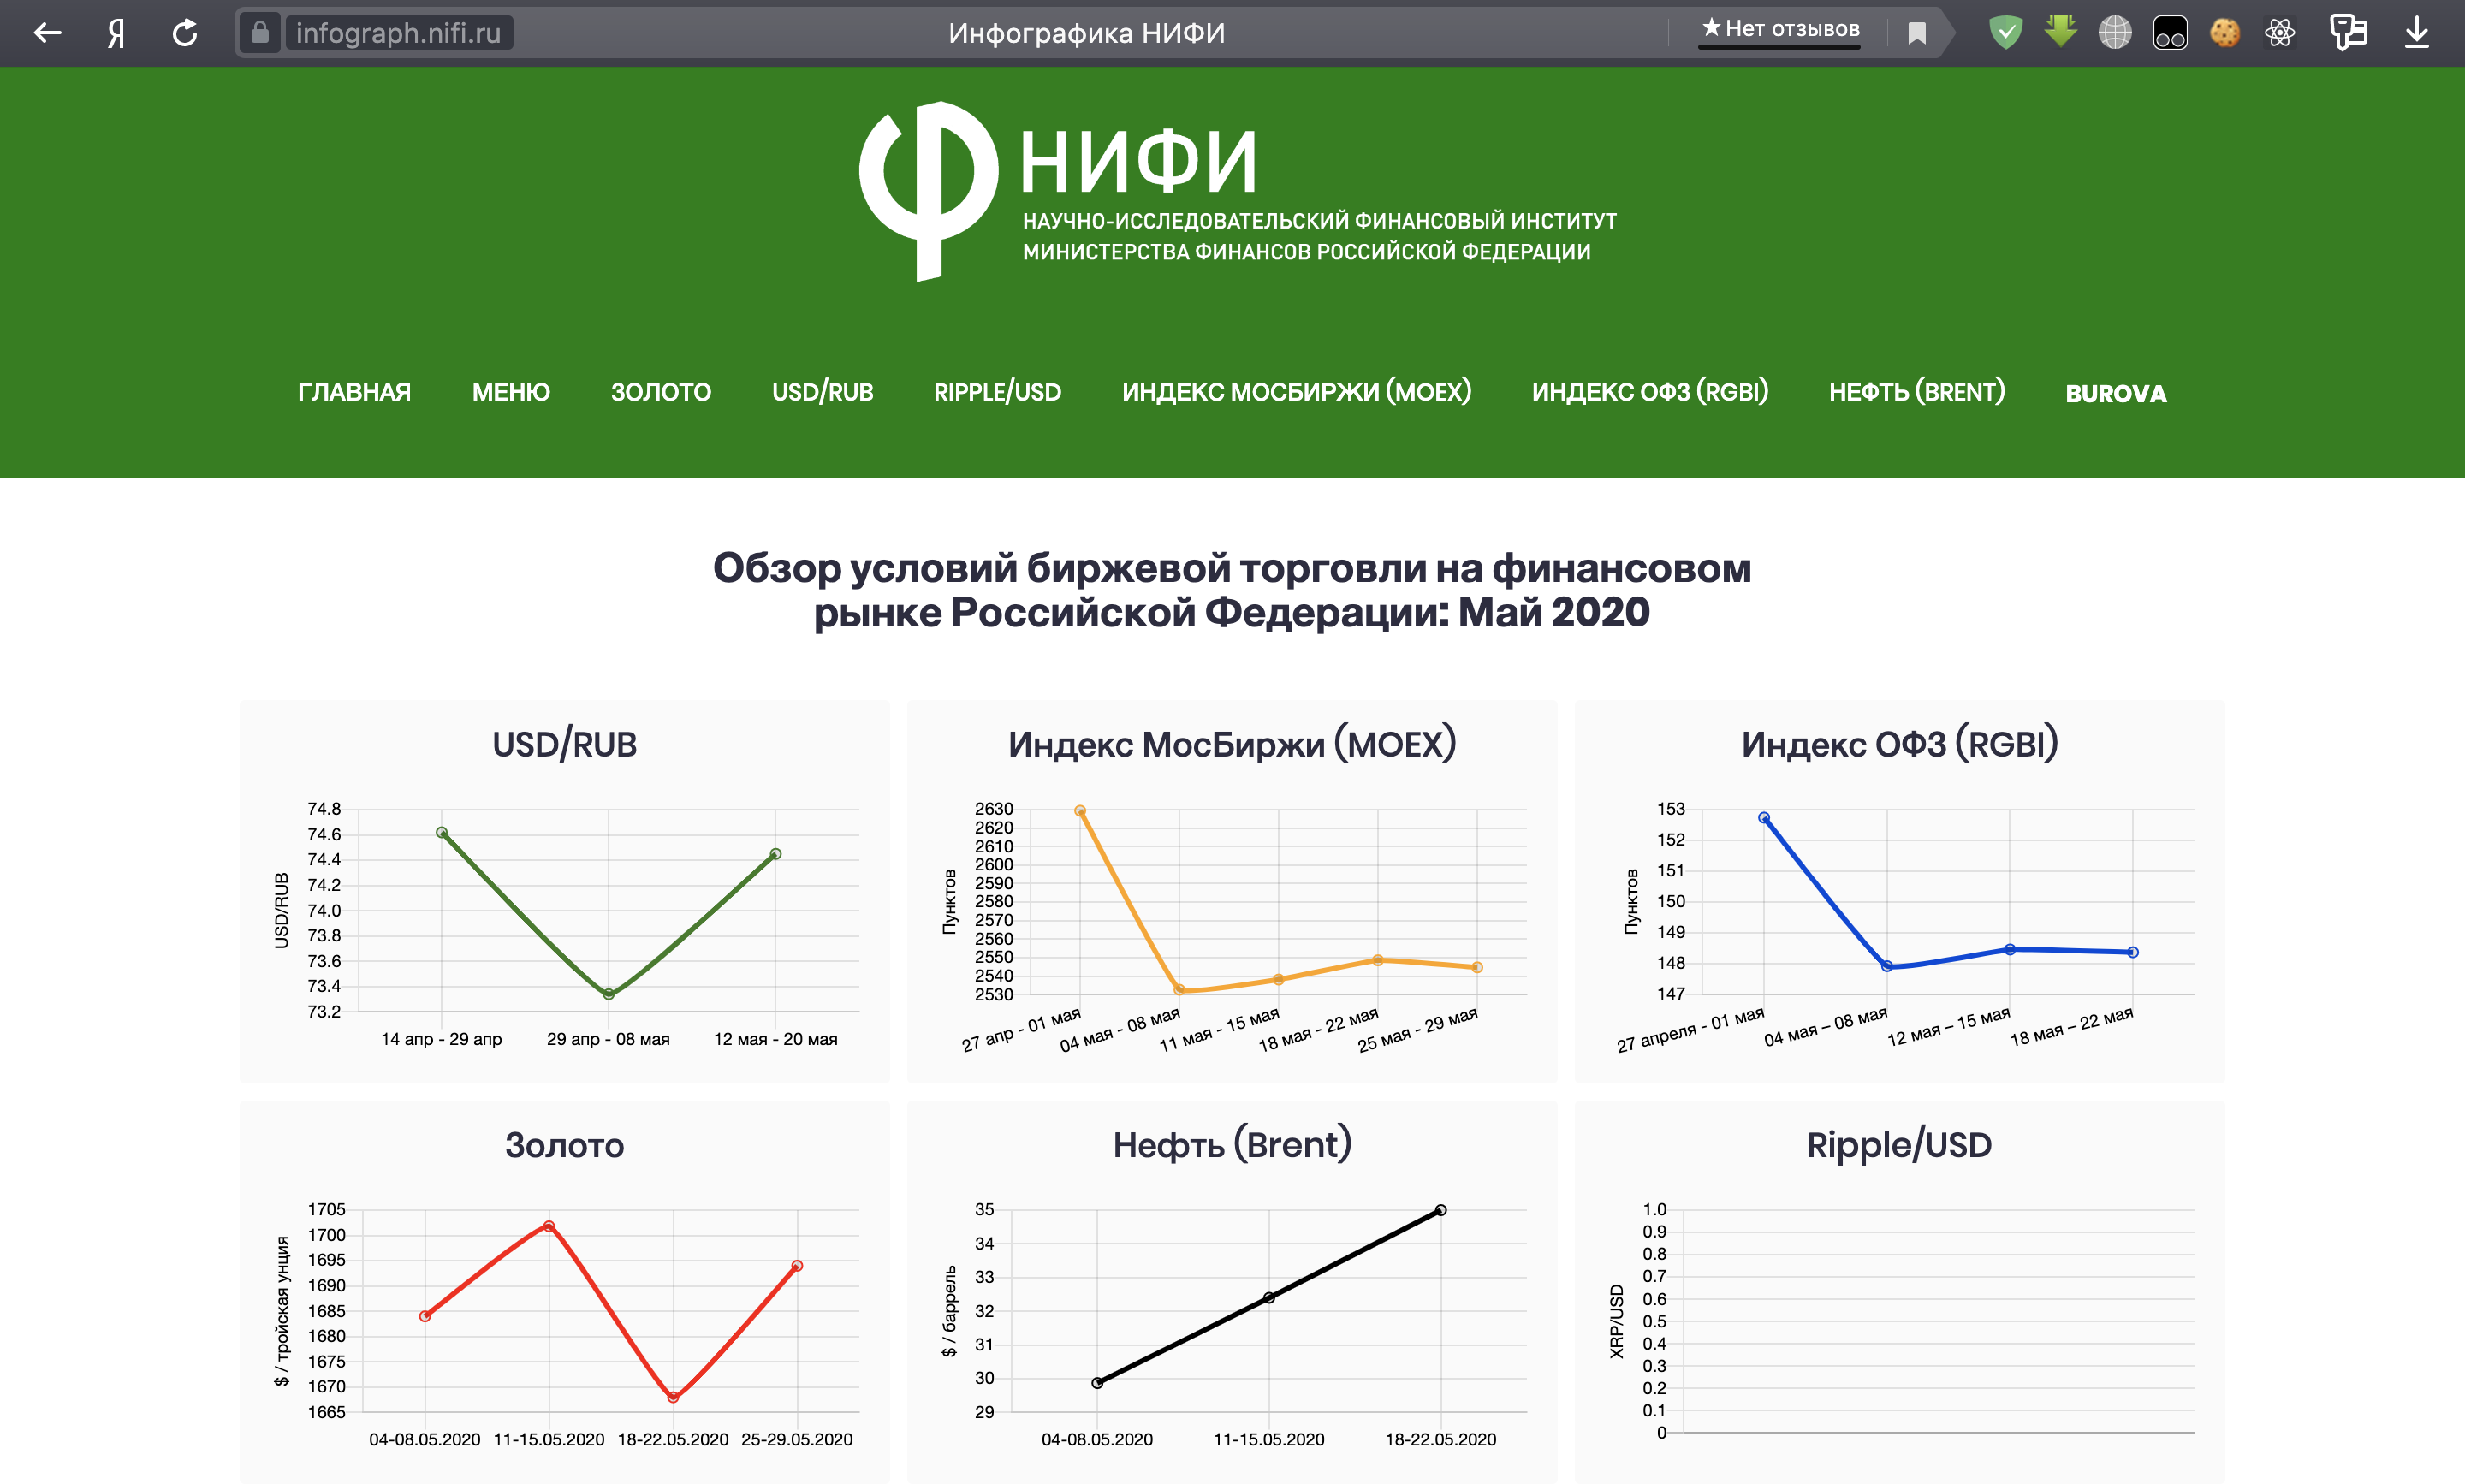 Я
infograph.nifi.ru
Инфографика НИФИ
★ Нет отзывов
НИФИ
НАУЧНО-ИССЛЕДОВАТЕЛЬСКИЙ ФИНАНСОВЫЙ ИНСТИТУТ
МИНИСТЕРСТВА ФИНАНСОВ РОССИЙСКОЙ ФЕДЕРАЦИИ
ГЛАВНАЯ МЕНЮ ЗОЛОТО USD/RUB RIPPLE/USD ИНДЕКС МОСБИРЖИ (MOEX) ИНДЕКС ОФЗ (RGBI) НЕФТЬ (BRENT) BUROVA
Обзор условий биржевой торговли на финансовом
рынке Российской Федерации: Май 2020
USD/RUB
USD/RUB
74.8
74.6
74.4
74.2
74.0
73.8
73.6
73.4
73.2
14 апр - 29 апр 29 апр - 08 мая 12 мая - 20 мая
Индекс МосБиржи (MOEX)
Пунктов
2630
2620
2610
2600
2590
2580
2570
2560
2550
2540
2530
27 апр - 01 мая 04 мая - 08 мая 11 мая - 15 мая 18 мая - 22 мая 25 мая - 29 мая
Индекс ОФЗ (RGBI)
Пунктов
153
152
151
150
149
148
147
27 апреля - 01 мая 04 мая – 08 мая 12 мая – 15 мая 18 мая – 22 мая
Золото
$ / тройская унция
1705
1700
1695
1690
1685
1680
1675
1670
1665
04-08.05.2020 11-15.05.2020 18-22.05.2020 25-29.05.2020
Нефть (Brent)
$ / баррель
35
34
33
32
31
30
29
04-08.05.2020 11-15.05.2020 18-22.05.2020
Ripple/USD
XRP/USD
1.0
0.9
0.8
0.7
0.6
0.5
0.4
0.3
0.2
0.1
0